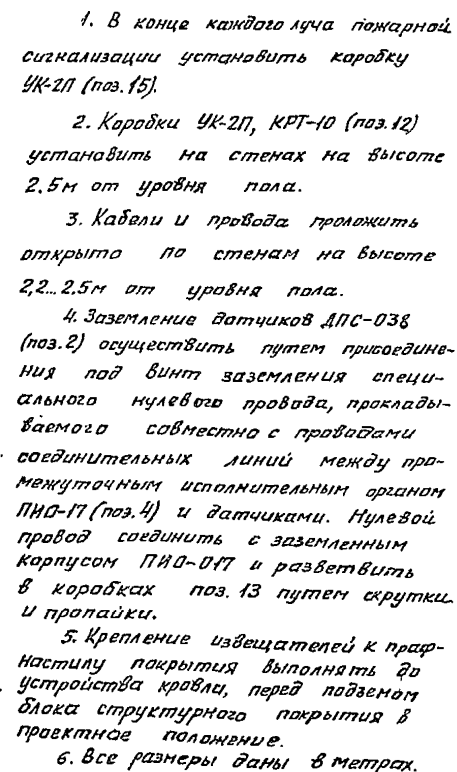 1. В конце каждого луча пожарной
сигнализации установить коробку
УК-2П (поз.15).
2. Коробки УК-2П, КРТ-10 (поз.12)
установить на стенах на высоте
2.5м от уровня пола.
3. Кабели и провода проложить
открыто по стенам на высоте
2,2...2.5м от уровня пола.
4. Заземление датчиков ДПС-038
(поз.2) осуществить путем присоедине-
ния под винт заземления специ-
ального нулевого провода, проклады-
ваемого совместно с проводами
соединительных линий между про-
межуточным исполнительным органом
ПИО-17 (поз.4) и датчиками. Нулевой
провод соединить с заземленным
корпусом ПИО-017 и разветвить
в коробках поз.13 путем скрутки
и пропайки.
5. Крепление извещателей к проф-
настилу покрытия выполнять до
устройства кровли, перед подъемом
блока структурного покрытия в
проектное положение.
6. Все размеры даны в метрах.